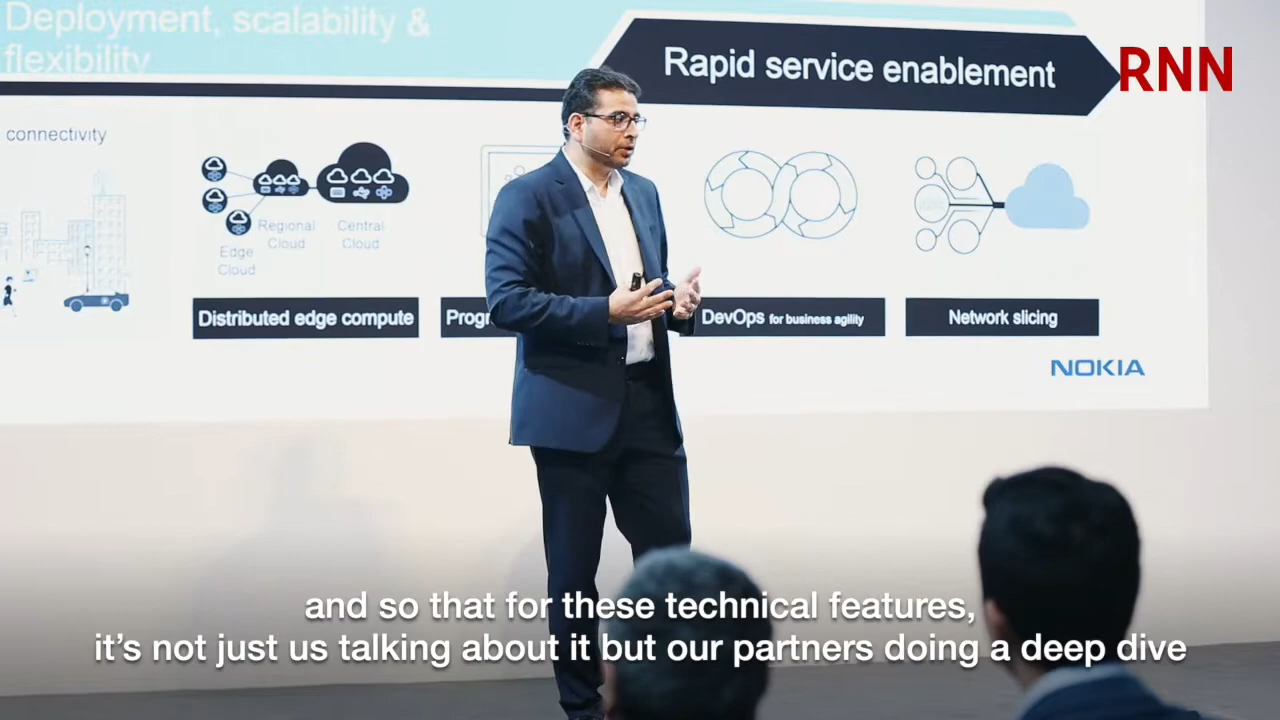 Deployment, scalability &
flexibility
Rapid service enablement
RNN
connectivity
Regional
Cloud
Central
Cloud
Edge
Cloud
Distributed edge compute
Progr
DevOps for business agility
Network slicing
NOKIA
and so that for these technical features,
it's not just us talking about it but our partners doing a deep dive